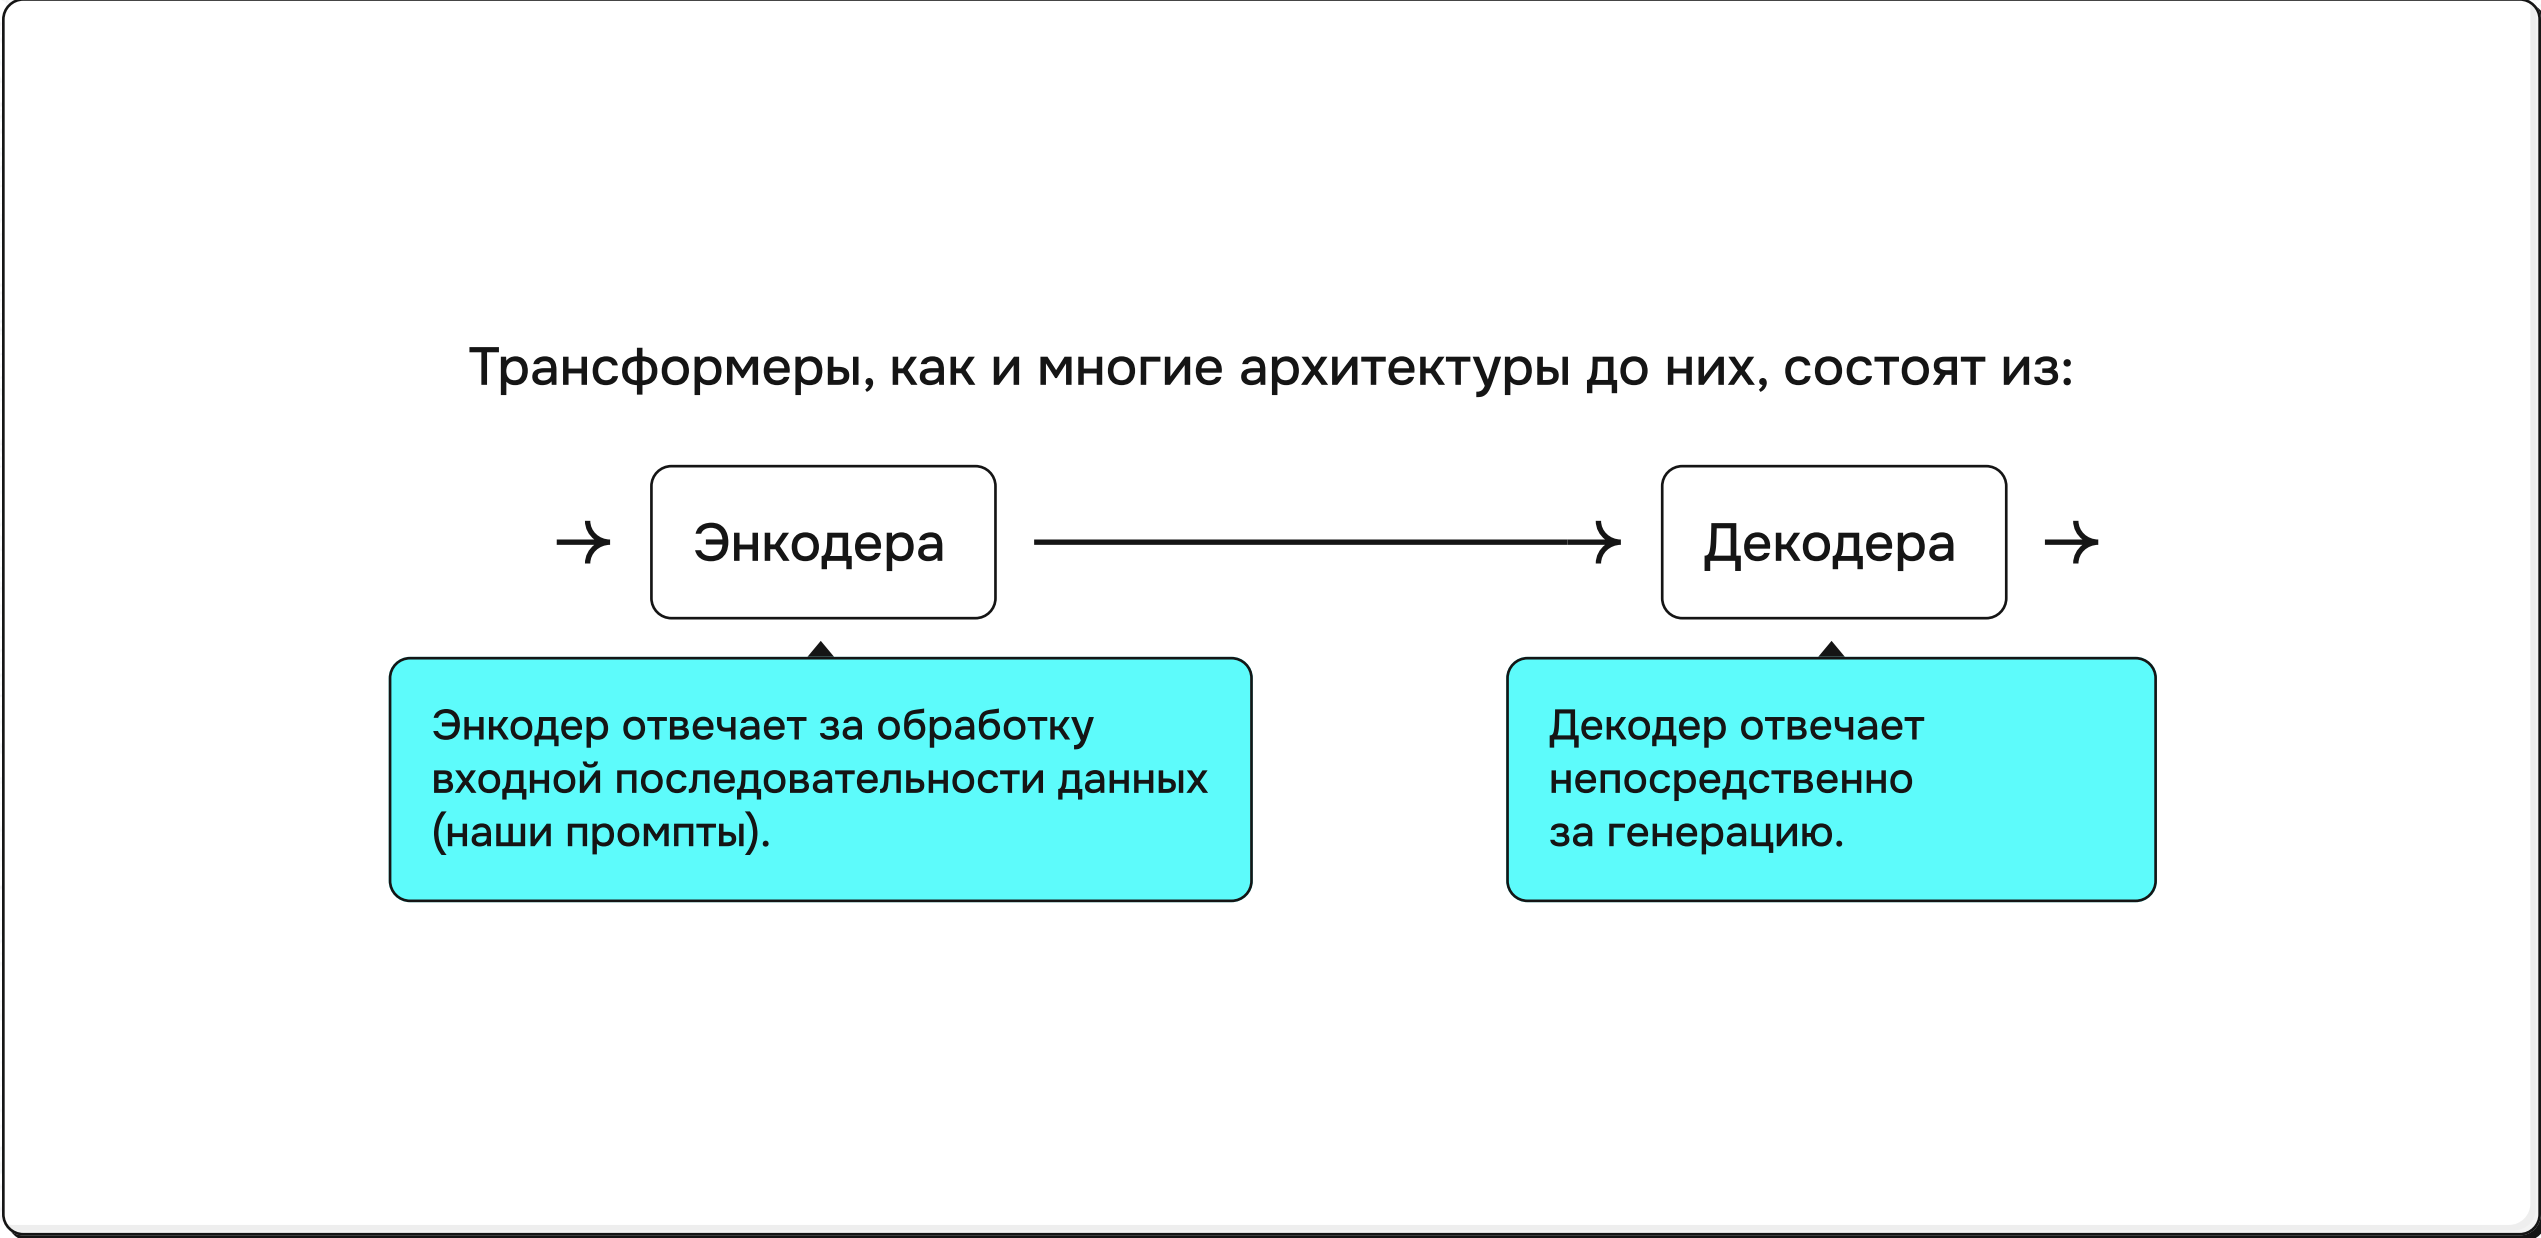 Трансформеры, как и многие архитектуры до них, состоят из:
Энкодера
Декодера
Энкодер отвечает за обработку
входной последовательности данных
(наши промпты).
Декодер отвечает
непосредственно
за генерацию.